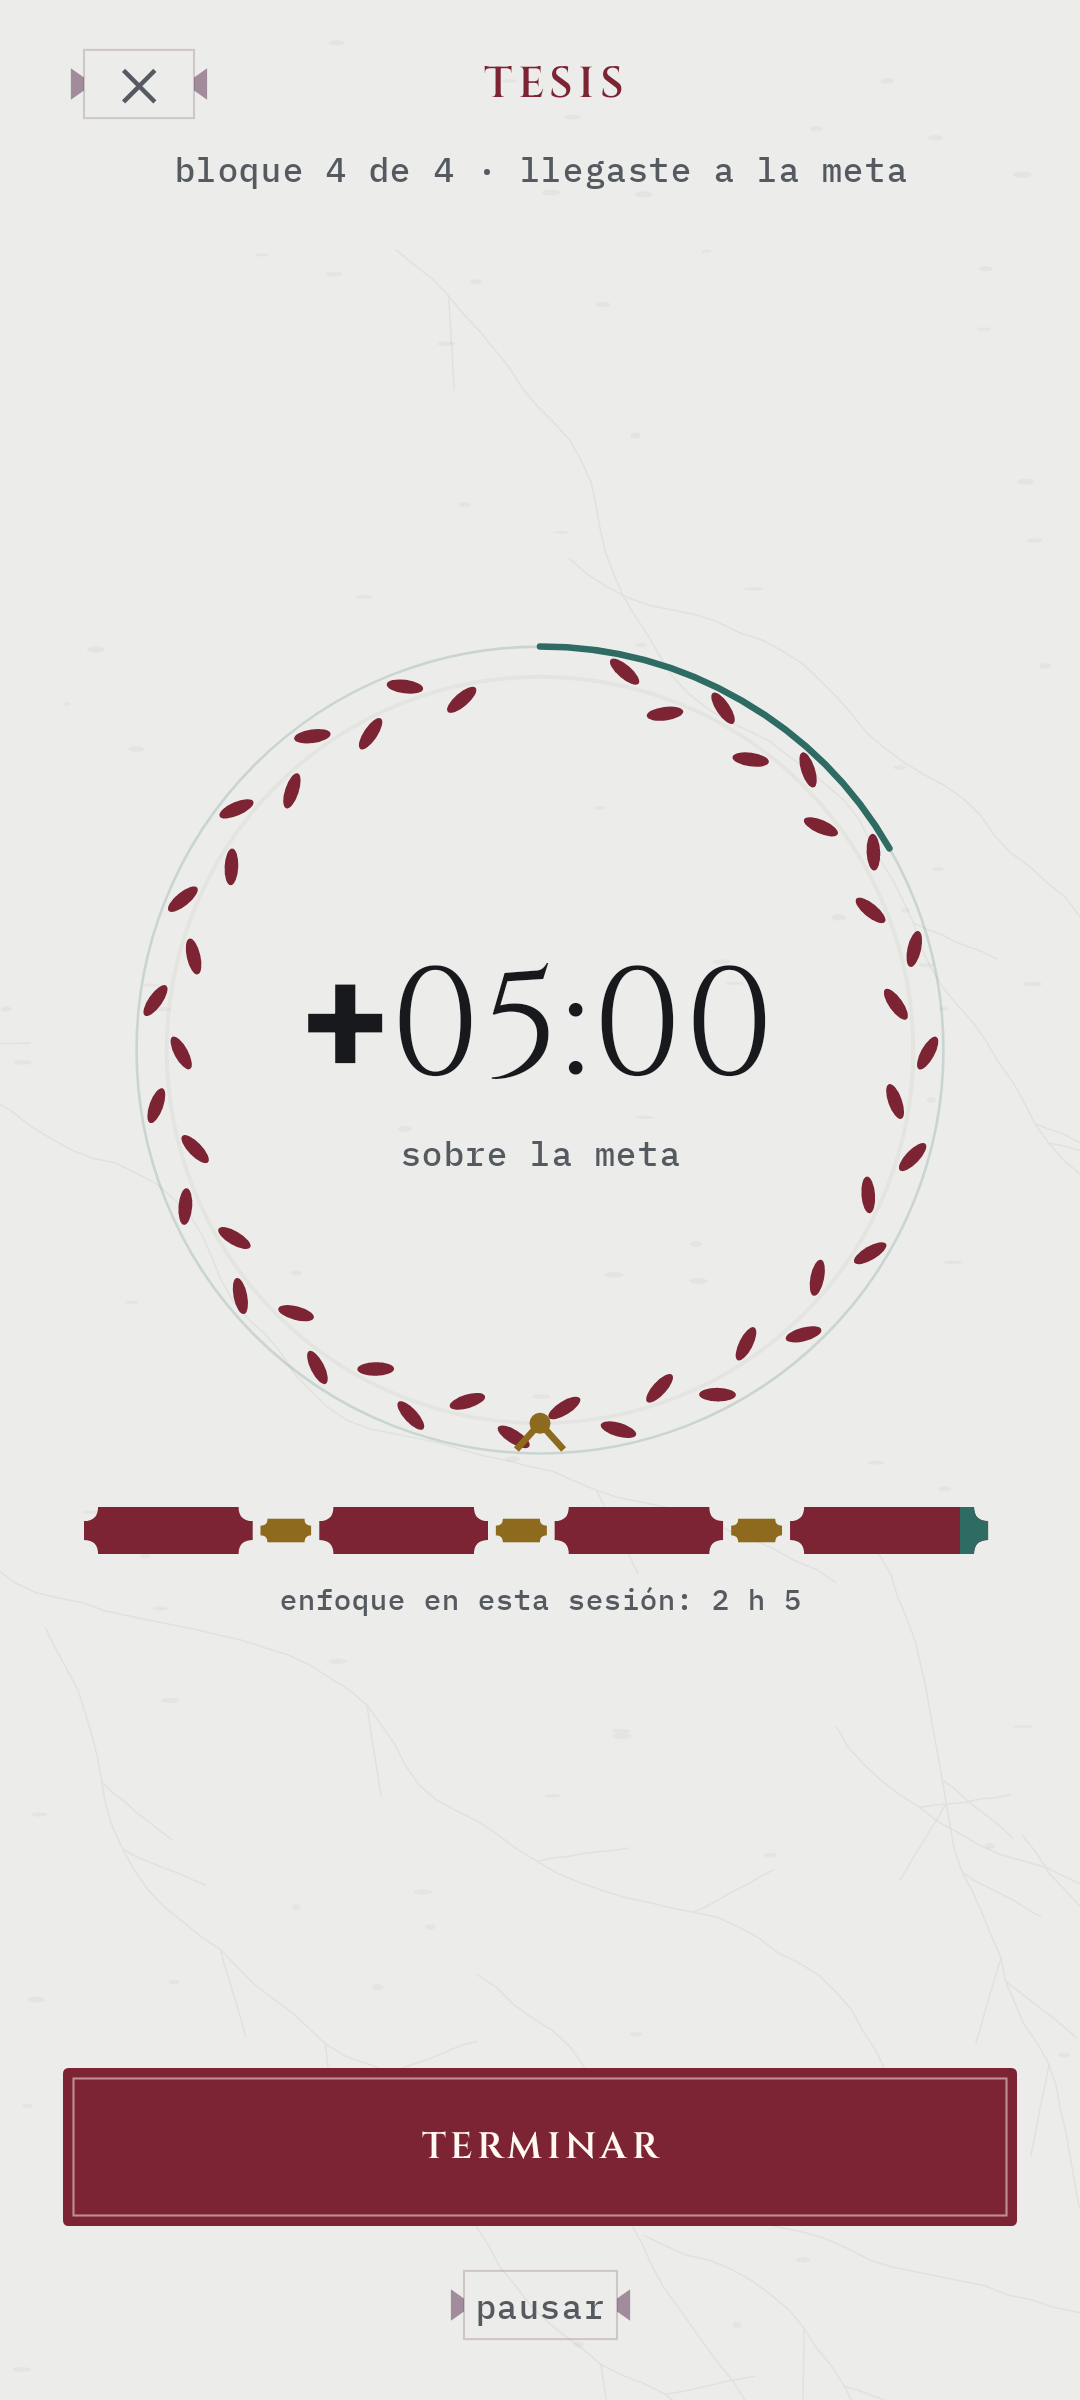 TESIS
bloque 4 de 4 · llegaste a la meta
+05:00
sobre la meta
enfoque en esta sesión: 2 h 5
TERMINAR
pausar